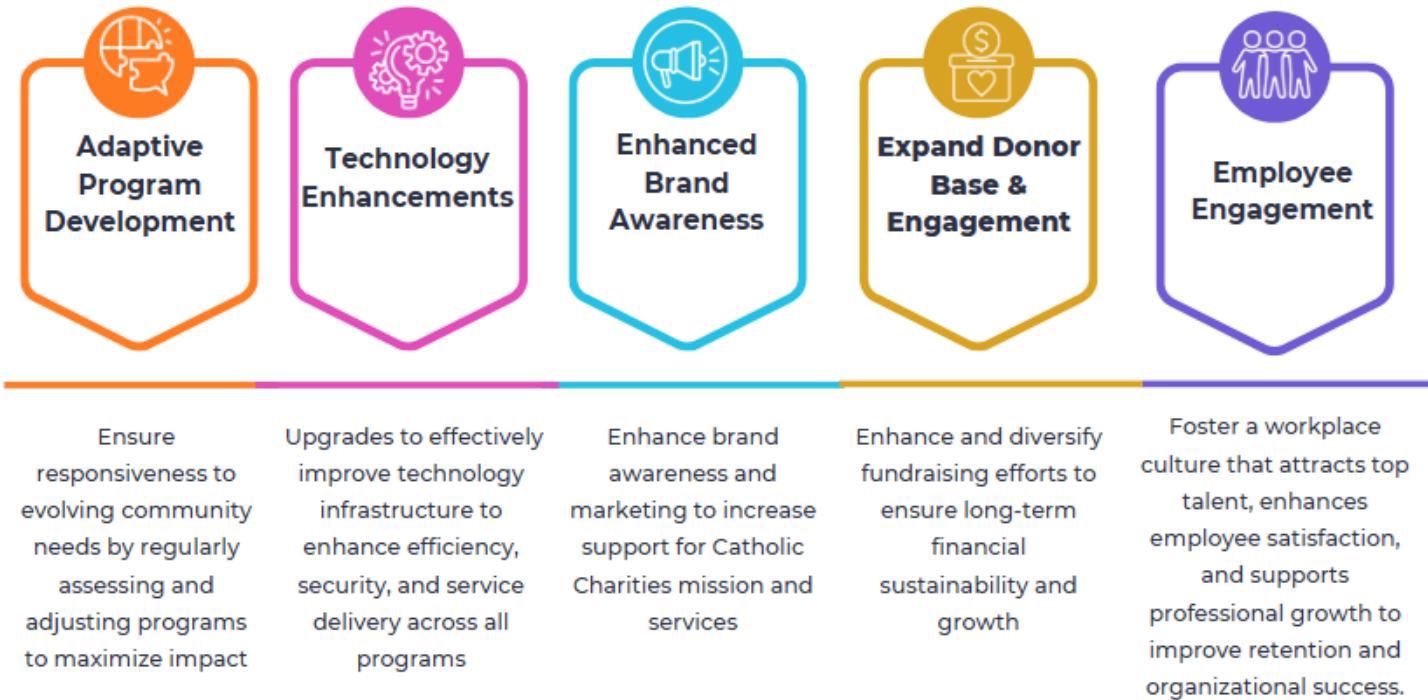 Adaptive
Program
Development
Technology
Enhancements
Enhanced
Brand
Awareness
Expand Donor
Base &
Engagement
Employee
Engagement
Ensure
responsiveness to
evolving community
needs by regularly
assessing and
adjusting programs
to maximize impact
Upgrades to effectively
improve technology
infrastructure to
enhance efficiency,
security, and service
delivery across all
programs
Enhance brand
awareness and
marketing to increase
support for Catholic
Charities mission and
services
Enhance and diversify
fundraising efforts to
ensure long-term
financial
sustainability and
growth
Foster a workplace
culture that attracts top
talent, enhances
employee satisfaction,
and supports
professional growth to
improve retention and
organizational success.